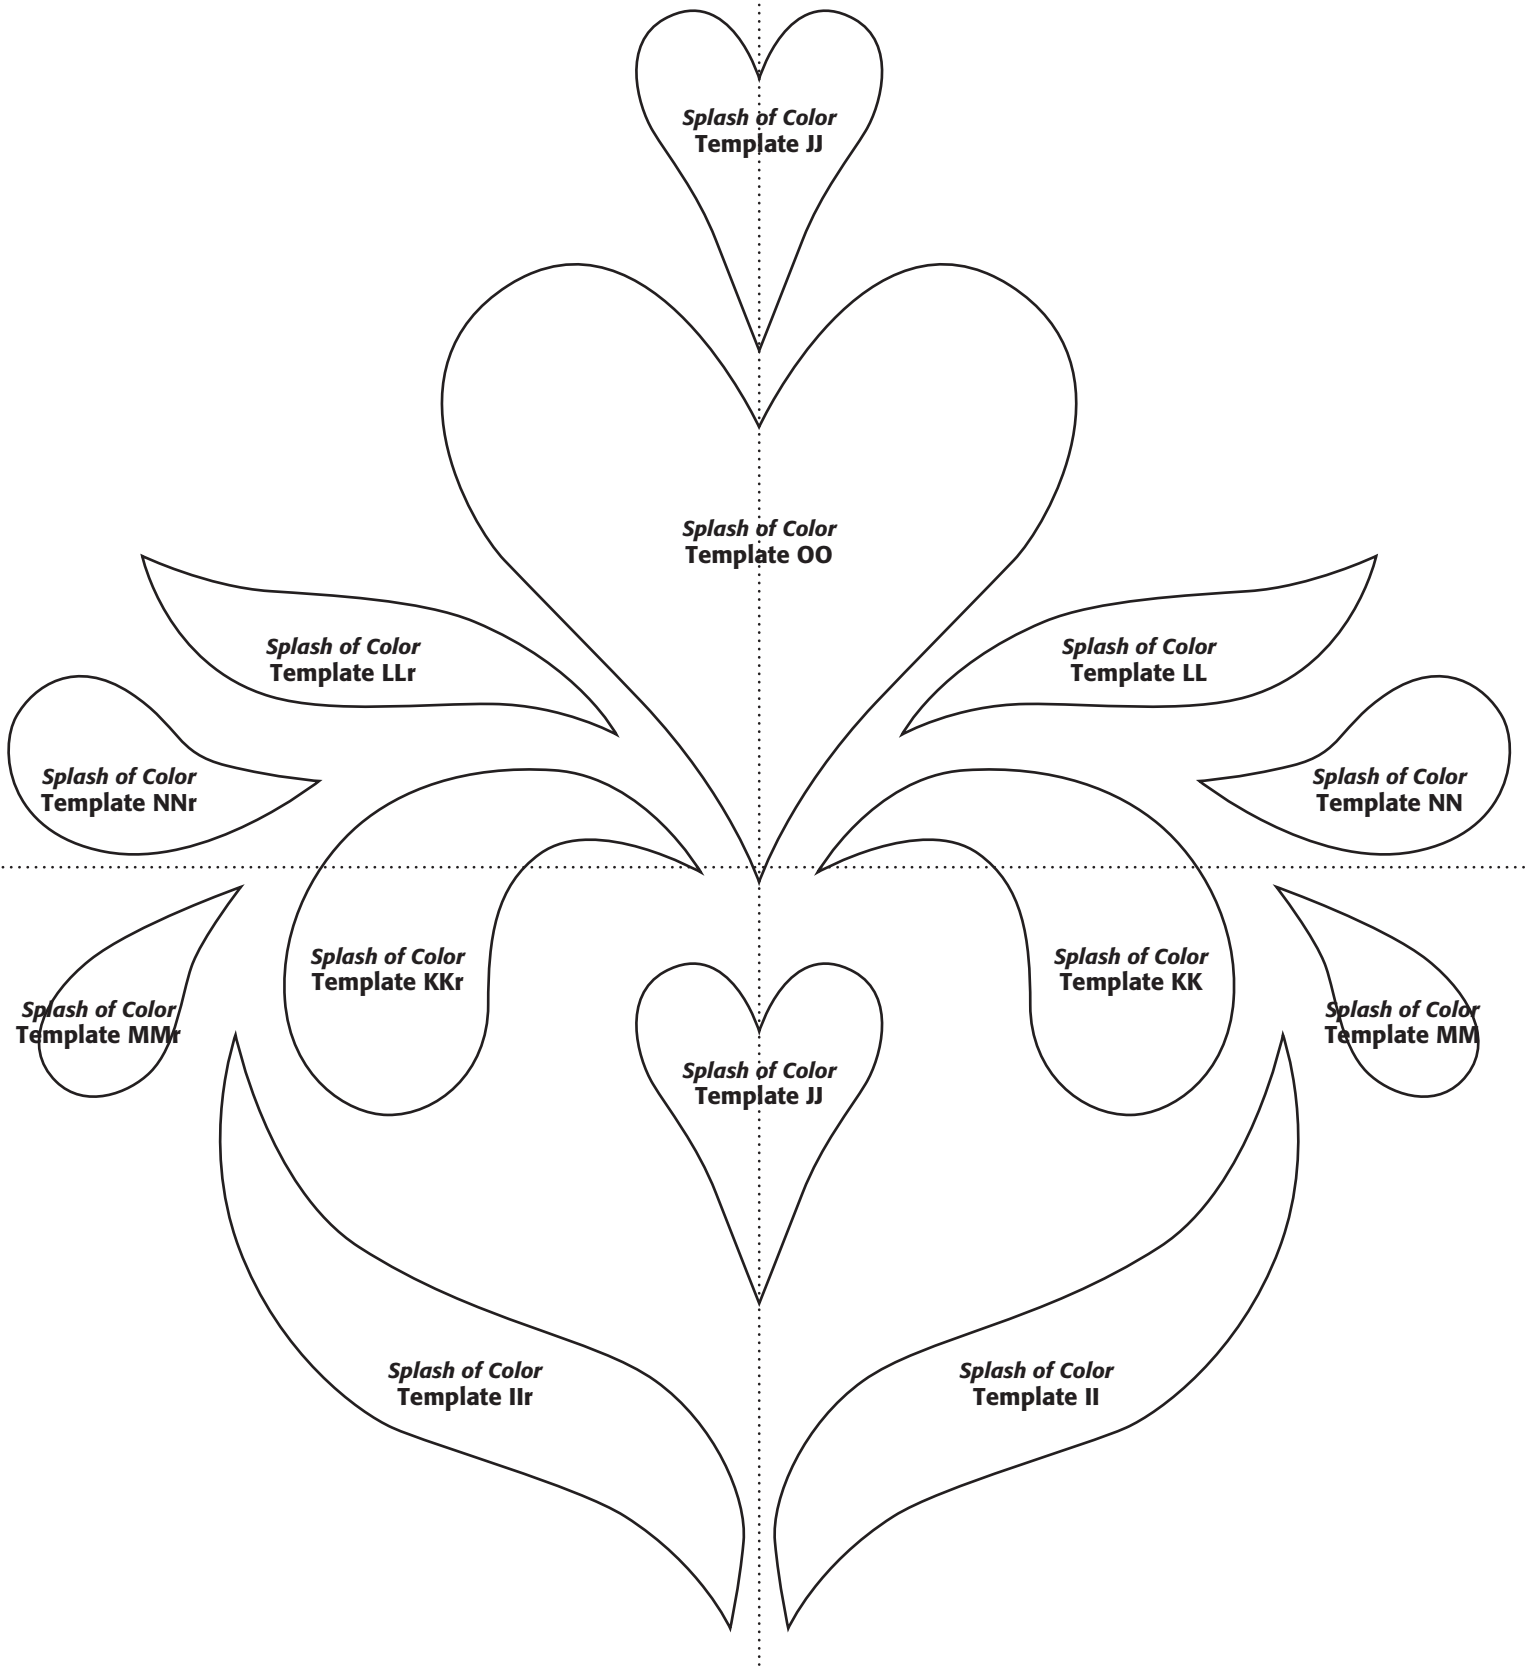 Splash of Color
Template JJ
Splash of Color
Template OO
Splash of Color
Template LLr
Splash of Color
Template LL
Splash of Color
Template NNr
Splash of Color
Template NN
Splash of Color
Template KKr
Splash of Color
Template KK
Splash of Color
Template MMr
Splash of Color
Template MM
Splash of Color
Template JJ
Splash of Color
Template IIr
Splash of Color
Template II